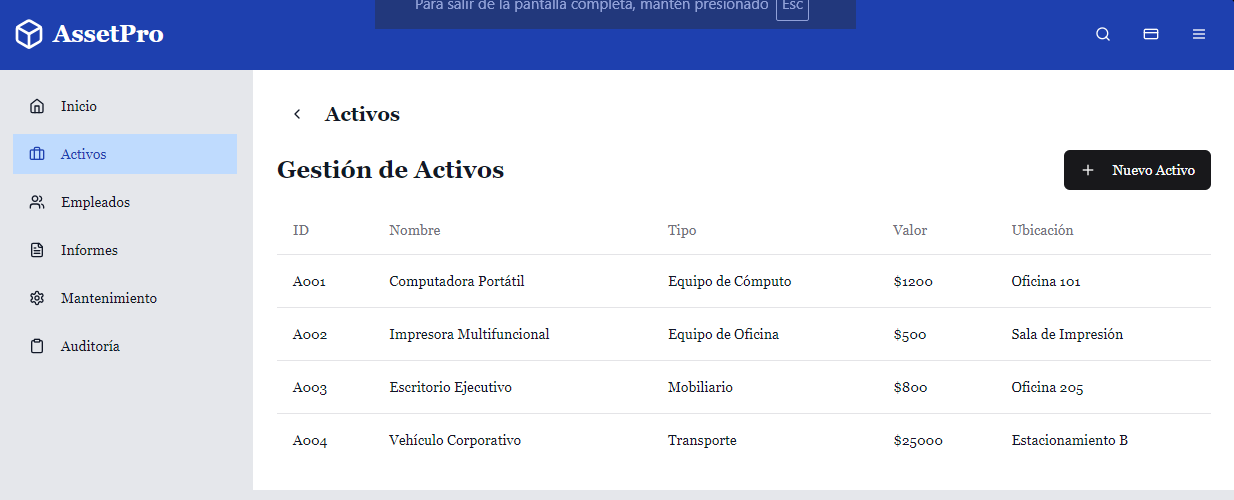 Para salir de la pantalla completa, mantén presionado Esc
AssetPro
Inicio
Activos
Empleados
Informes
Mantenimiento
Auditoría
Activos
Gestión de Activos
Nuevo Activo
ID Nombre Tipo Valor Ubicación
A001 Computadora Portátil Equipo de Cómputo $1200 Oficina 101
A002 Impresora Multifuncional Equipo de Oficina $500 Sala de Impresión
A003 Escritorio Ejecutivo Mobiliario $800 Oficina 205
A004 Vehículo Corporativo Transporte $25000 Estacionamiento B